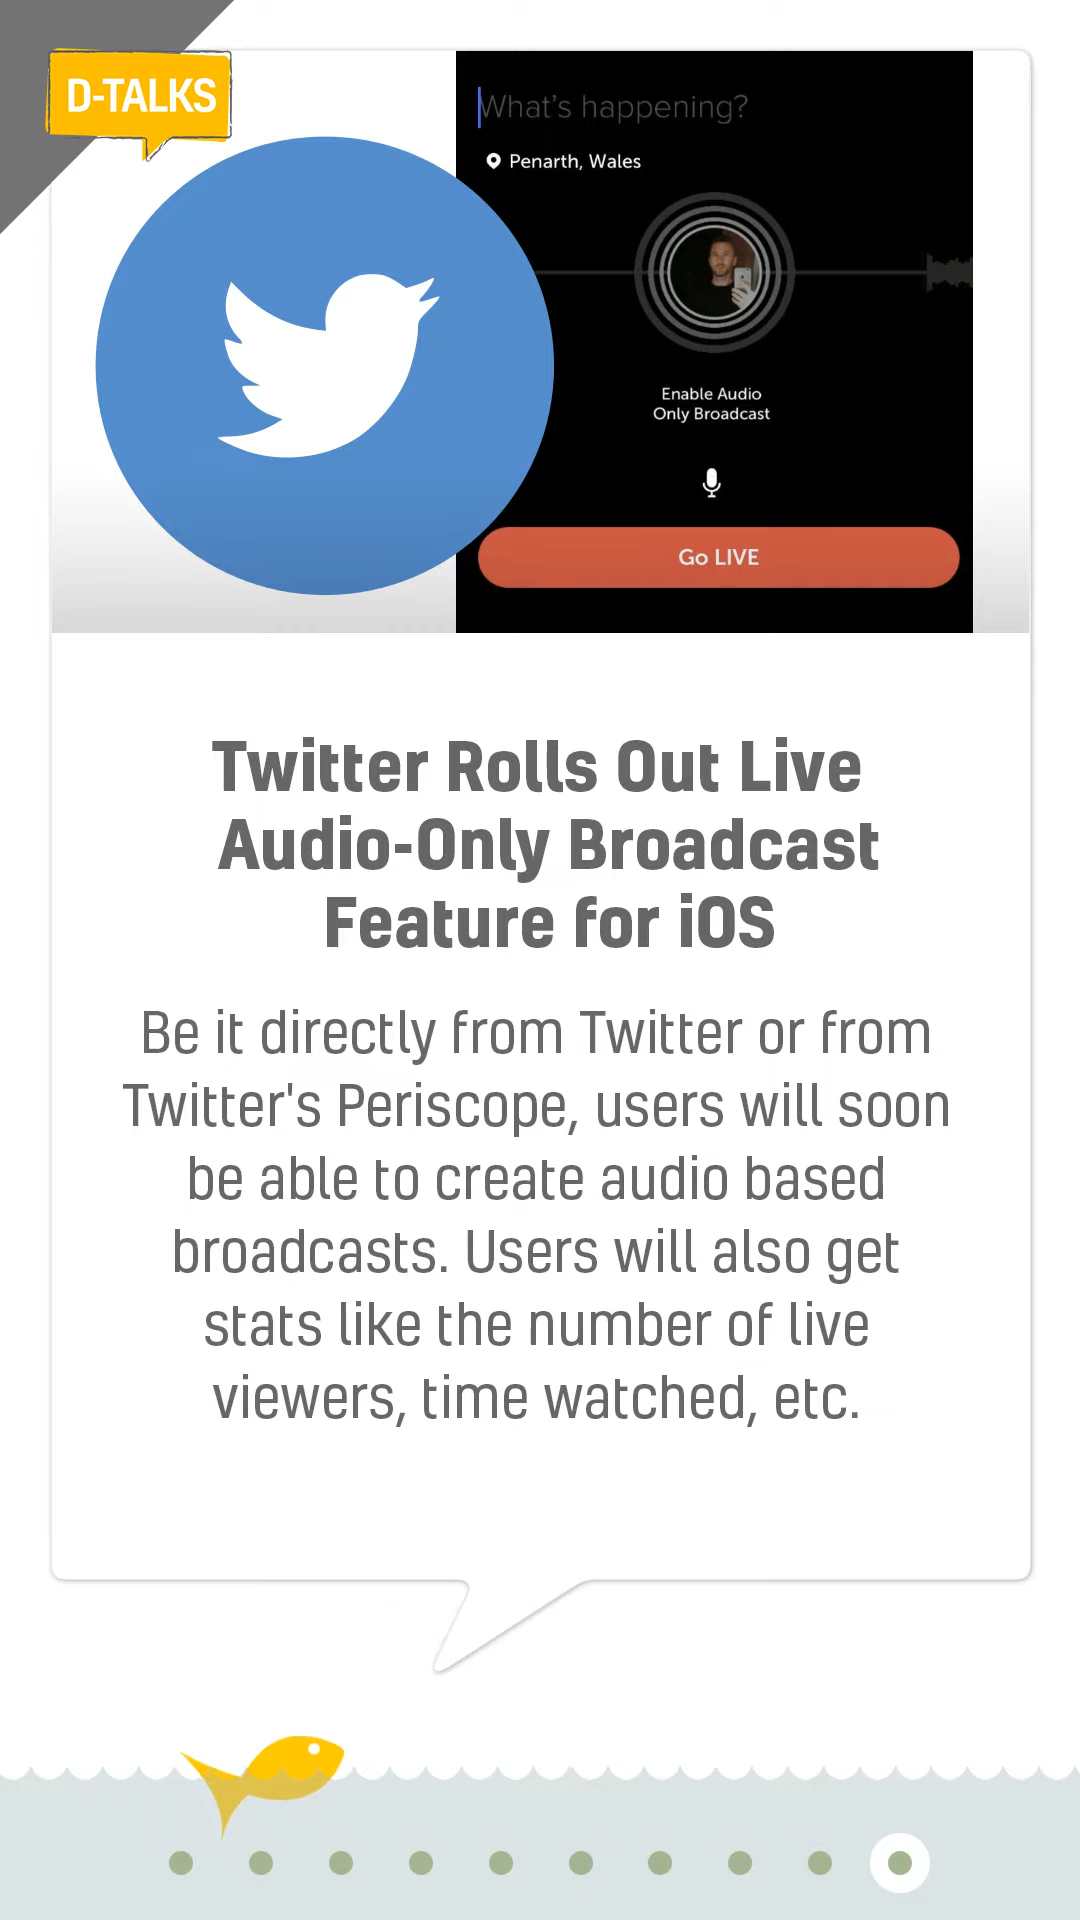 D-TALKS
What's happening?
Penarth, Wales
Enable Audio
Only Broadcast
Go LIVE
Twitter Rolls Out Live
Audio-Only Broadcast
Feature for iOS
Be it directly from Twitter or from
Twitter's Periscope, users will soon
be able to create audio based
broadcasts. Users will also get
stats like the number of live
viewers, time watched, etc.